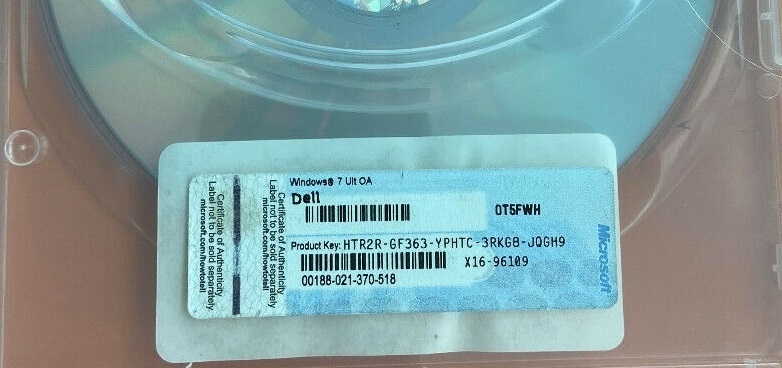 Certificate of Authenticity
Label not to be sold separately
microsoft.com/howtotell
Certificate of Authenticity
Label not to be sold separately
microsoft.com/howtotell
Windows® 7 Ult OA
Dell
OT5FWH
Product Key: HTR2R-GF363-YPHTC-3RKG8-JQGH9
X16-96109
00188-021-370-518
Microsoft